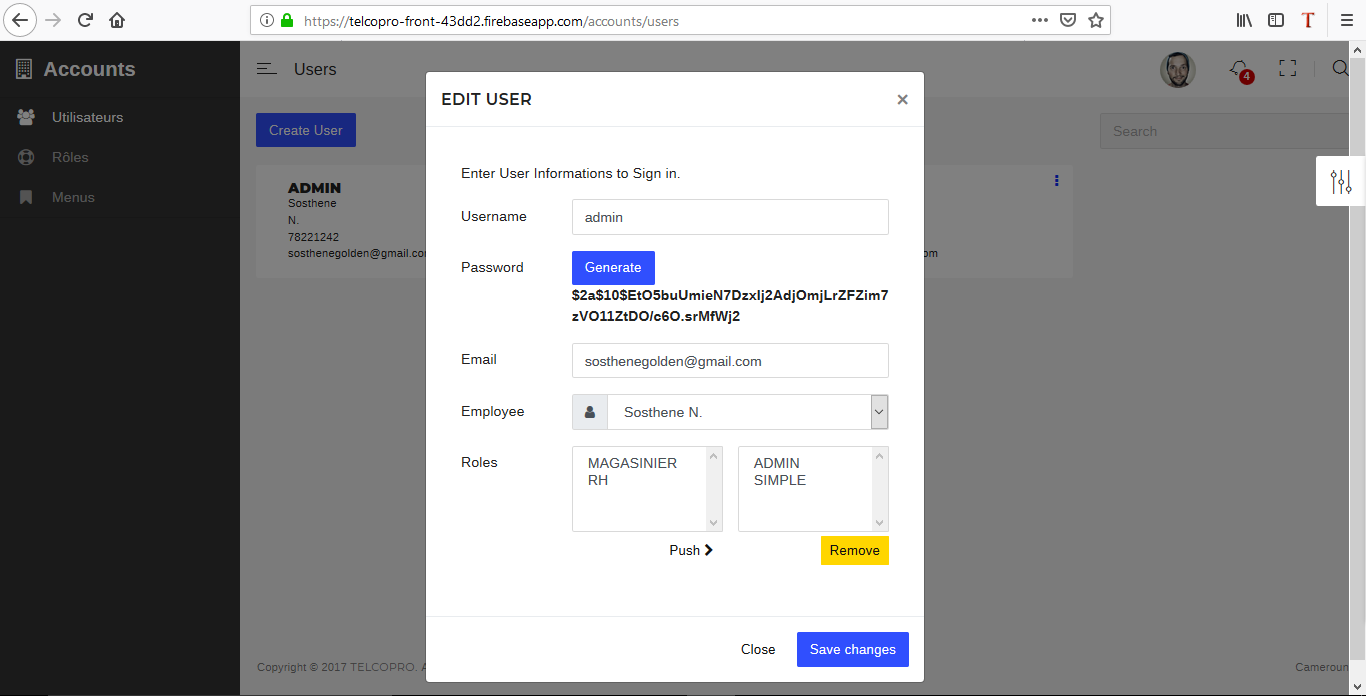 https://telcopro-front-43dd2.firebaseapp.com/accounts/users
T
Accounts
Users
4
EDIT USER
×
Utilisateurs
Create User
Search
Rôles
Menus
ADMIN
Sosthene
N.
78221242
sosthenegolden@gmail.co
om
Enter User Informations to Sign in.
Username
admin
Password
Generate
$2a$10$EtO5buUmieN7DzxIj2AdjOmjLrZFZim7
zVO11ZtDO/c6O.srMfWj2
Email
sosthenegolden@gmail.com
Employee
Sosthene N.
Roles
MAGASINIER
RH
ADMIN
SIMPLE
Push
Remove
Close
Save changes
Copyright © 2017 TELCOPRO. A
Cameroun